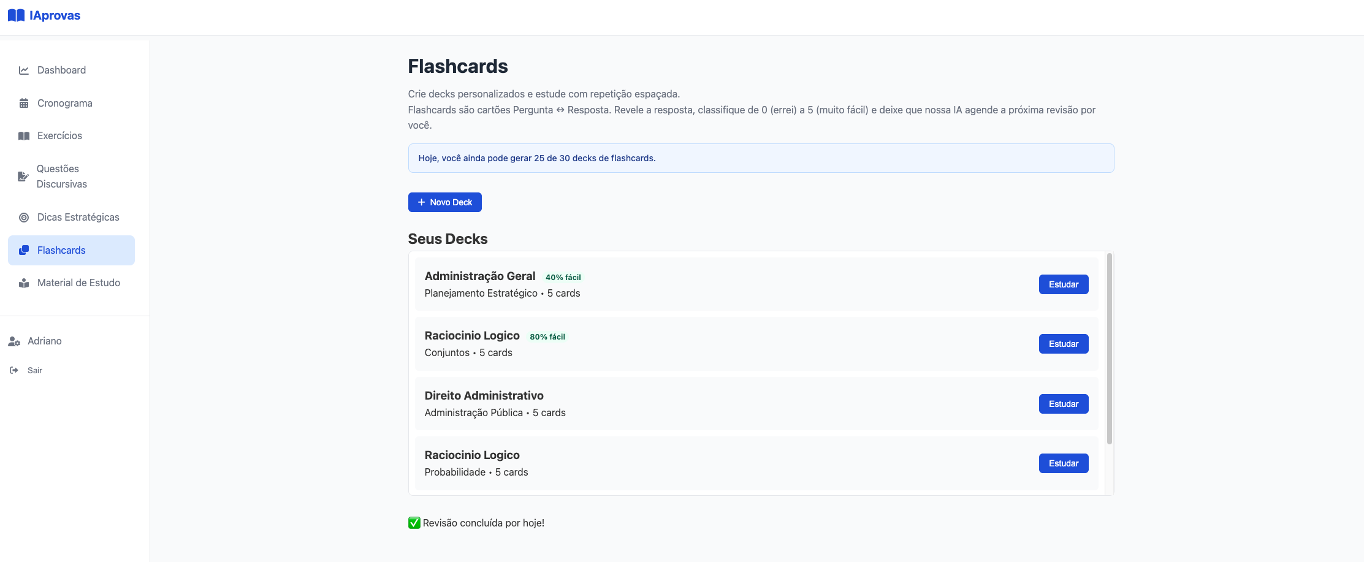 IAprovas
Dashboard
Cronograma
Exercícios
Questões
Discursivas
Dicas Estratégicas
Flashcards
Material de Estudo
Adriano
Sair
Flashcards
Crie decks personalizados e estude com repetição espaçada.
Flashcards são cartões Pergunta ↔ Resposta. Revele a resposta, classifique de 0 (errei) a 5 (muito fácil) e deixe que nossa IA agende a próxima revisão por
você.
Hoje, você ainda pode gerar 25 de 30 decks de flashcards.
+ Novo Deck
Seus Decks
Administração Geral 40% fácil
Planejamento Estratégico • 5 cards
Estudar
Raciocinio Logico 80% fácil
Conjuntos • 5 cards
Estudar
Direito Administrativo
Administração Pública • 5 cards
Estudar
Raciocinio Logico
Probabilidade • 5 cards
Estudar
✅ Revisão concluída por hoje!